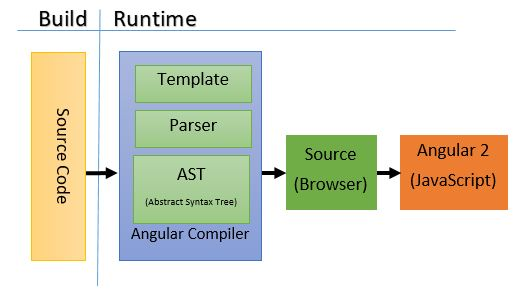 Build
Runtime
Source Code
Template
Parser
AST
(Abstract Syntax Tree)
Angular Compiler
Source
(Browser)
Angular 2
(JavaScript)